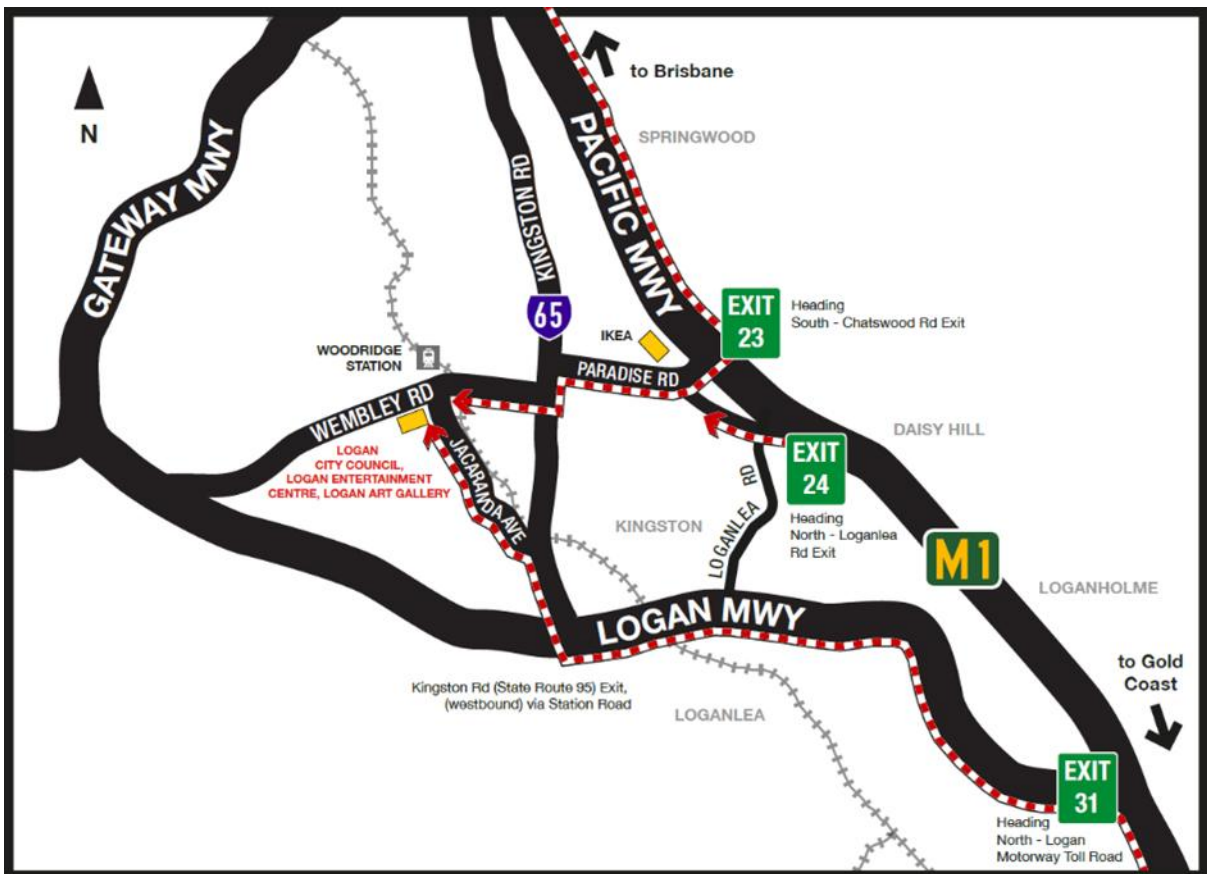 to Brisbane
N
SPRINGWOOD
GATEWAY MWY
KINGSTON RD
PACIFIC MWY
65
EXIT
23
Heading
South - Chatswood Rd Exit
IKEA
WOODRIDGE
STATION
PARADISE RD
WEMBLEY RD
DAISY HILL
LOGAN
CITY COUNCIL,
LOGAN ENTERTAINMENT
CENTRE, LOGAN ART GALLERY
JACARANDA AVE
EXIT
24
Heading
North - Loganlea
Rd Exit
KINGSTON
LOGANLEA RD
M1
LOGANHOLME
LOGAN MWY
to Gold
Coast
Kingston Rd (State Route 95) Exit,
(westbound) via Station Road
LOGANLEA
EXIT
31
Heading
North - Logan
Motorway Toll Road